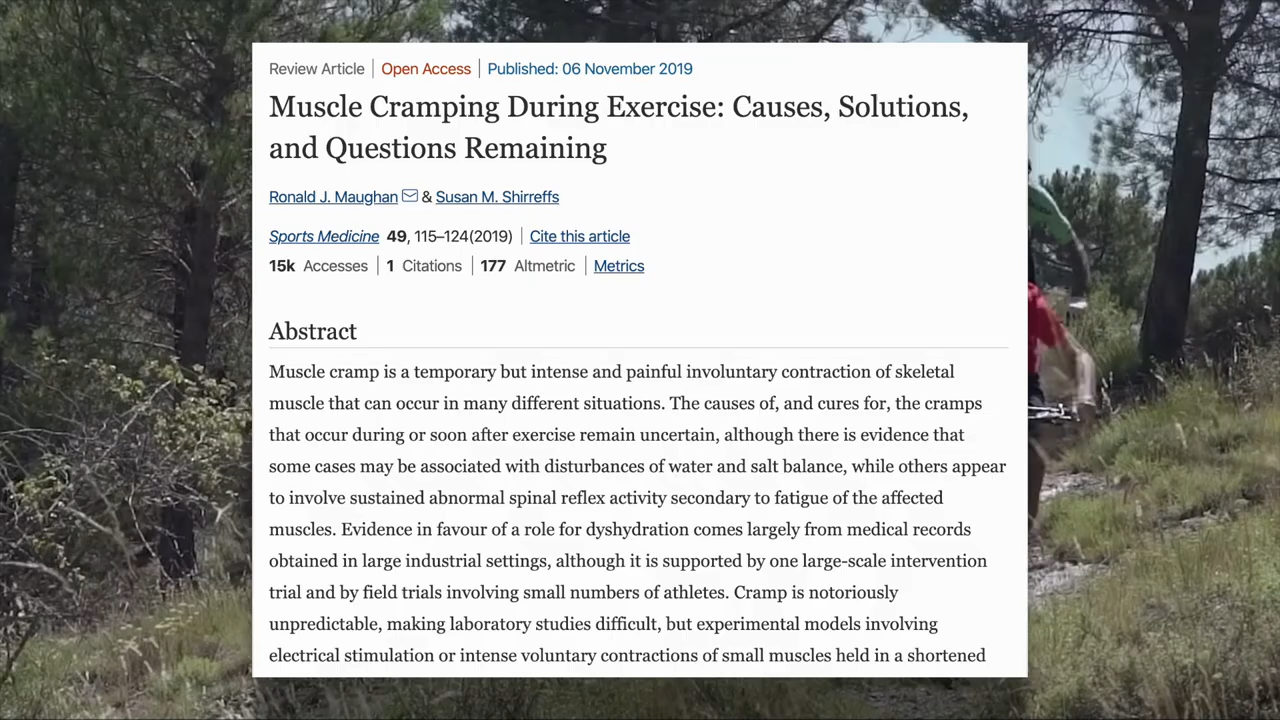 Review Article | Open Access | Published: 06 November 2019
Muscle Cramping During Exercise: Causes, Solutions,
and Questions Remaining
Ronald J. Maughan & Susan M. Shirreffs
Sports Medicine 49, 115–124(2019) | Cite this article
15k Accesses | 1 Citations | 177 Altmetric | Metrics
Abstract
Muscle cramp is a temporary but intense and painful involuntary contraction of skeletal
muscle that can occur in many different situations. The causes of, and cures for, the cramps
that occur during or soon after exercise remain uncertain, although there is evidence that
some cases may be associated with disturbances of water and salt balance, while others appear
to involve sustained abnormal spinal reflex activity secondary to fatigue of the affected
muscles. Evidence in favour of a role for dyshydration comes largely from medical records
obtained in large industrial settings, although it is supported by one large-scale intervention
trial and by field trials involving small numbers of athletes. Cramp is notoriously
unpredictable, making laboratory studies difficult, but experimental models involving
electrical stimulation or intense voluntary contractions of small muscles held in a shortened